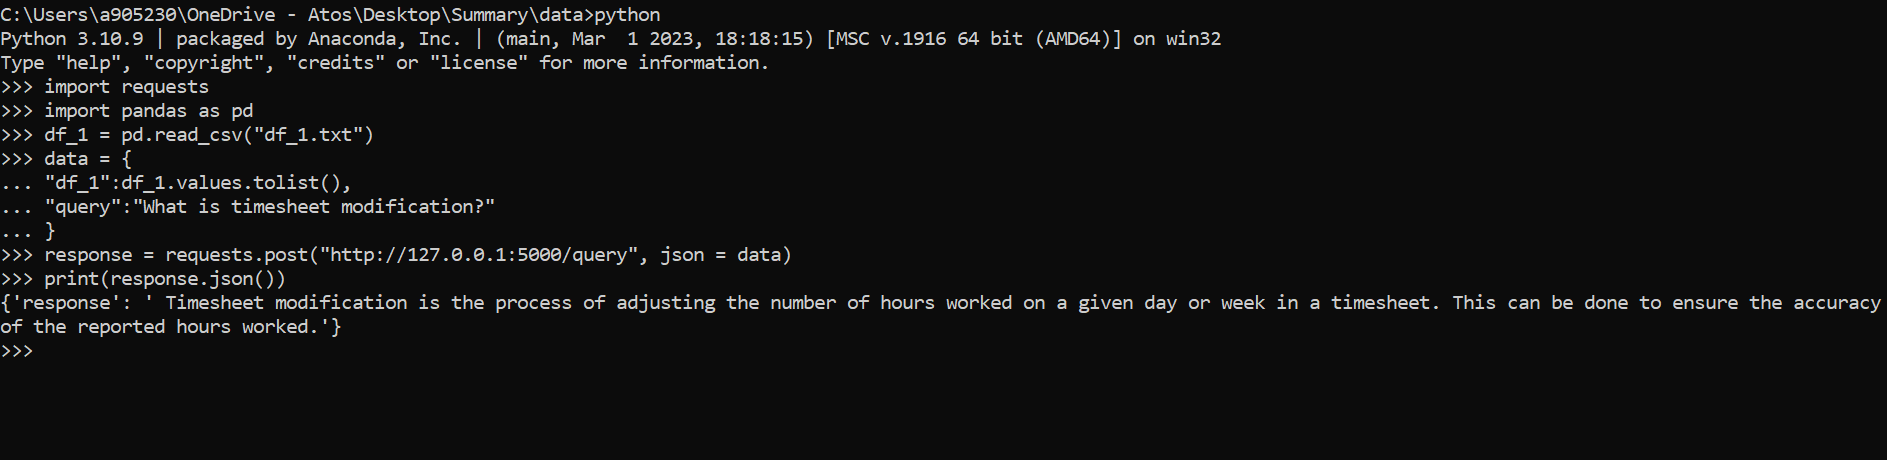 C:\Users\a905230\OneDrive - Atos\Desktop\Summary\data>python
Python 3.10.9 | packaged by Anaconda, Inc. | (main, Mar  1 2023, 18:18:15) [MSC v.1916 64 bit (AMD64)] on win32
Type "help", "copyright", "credits" or "license" for more information.
>>> import requests
>>> import pandas as pd
>>> df_1 = pd.read_csv("df_1.txt")
>>> data = {
... "df_1":df_1.values.tolist(),
... "query":"What is timesheet modification?"
... }
>>> response = requests.post("http://127.0.0.1:5000/query", json = data)
>>> print(response.json())
{'response': ' Timesheet modification is the process of adjusting the number of hours worked on a given day or week in a timesheet. This can be done to ensure the accuracy
of the reported hours worked.'}
>>>